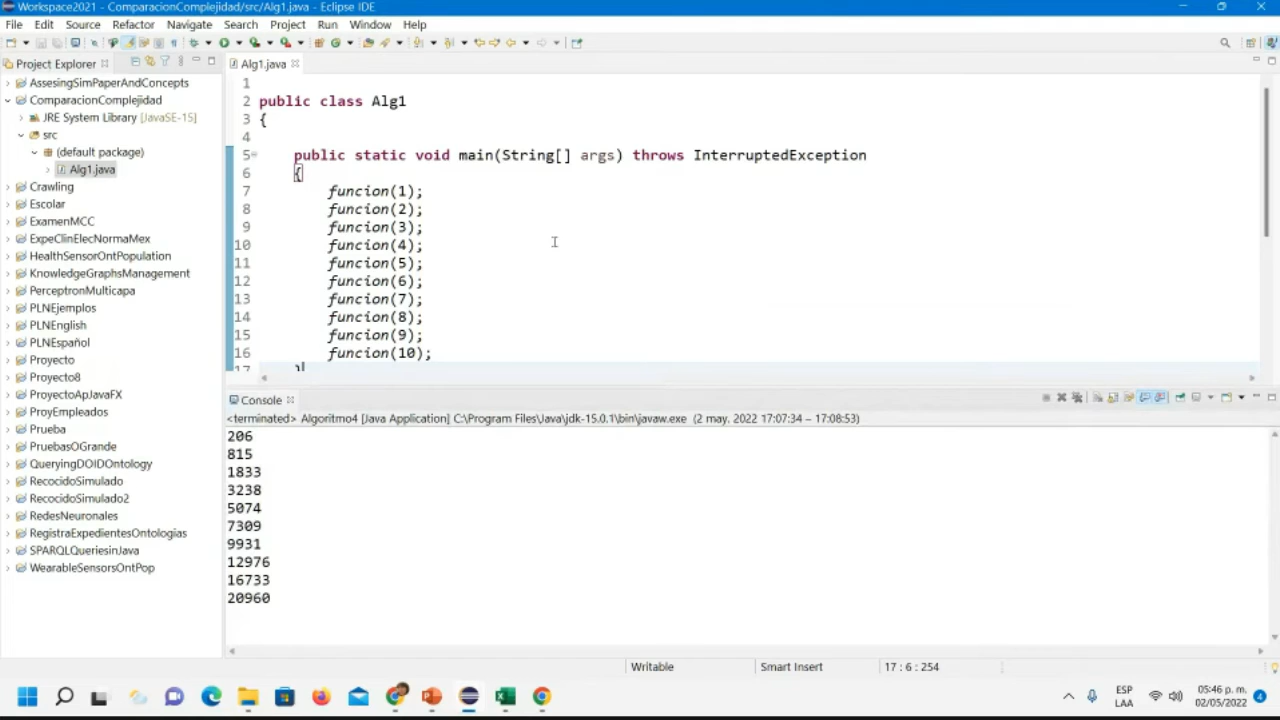 Workspace2021 - ComparacionComplejidad/src/Alg1.java - Eclipse IDE
File Edit Source Refactor Navigate Search Project Run Window Help
Project Explorer
AssesingSimPaperAndConcepts
ComparacionComplejidad
JRE System Library [JavaSE-15]
src
(default package)
Alg1.java
Crawling
Escolar
ExamenMCC
ExpeClinElecNormaMex
HealthSensorOntPopulation
KnowledgeGraphsManagement
PerceptronMulticapa
PLNEjemplos
PLNEnglish
PLNEspañol
Proyecto
Proyecto8
ProyectoApJavaFX
ProyEmpleados
Prueba
PruebasOGrande
QueryingDOIDOntology
RecocidoSimulado
RecocidoSimulado2
RedesNeuronales
RegistraExpedientesOntologias
SPARQLQueriesinJava
WearableSensorsOntPop
Alg1.java
1
2 public class Alg1
3 {
4
5 public static void main(String[] args) throws InterruptedException
6 {
7 funcion(1);
8 funcion(2);
9 funcion(3);
10 funcion(4);
11 funcion(5);
12 funcion(6);
13 funcion(7);
14 funcion(8);
15 funcion(9);
16 funcion(10);
17 }
Console
<terminated> Algoritmo4 [Java Application] C:\Program Files\Java\jdk-15.0.1\bin\javaw.exe (2 may. 2022 17:07:34 – 17:08:53)
206
815
1833
3238
5074
7309
9931
12976
16733
20960
Writable Smart Insert 17 : 6 : 254
ESP
LAA
05:46 p. m.
02/05/2022
4